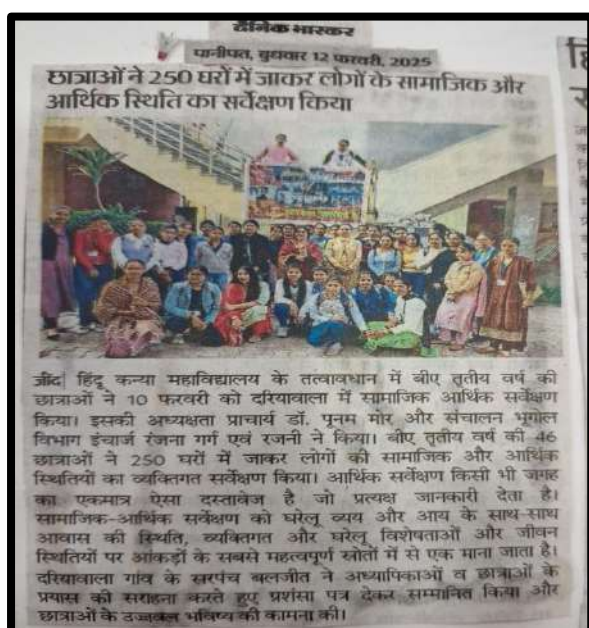 दैनिक भास्कर
पानीपत, बुधवार 12 फरवरी, 2025
छात्राओं ने 250 घरों में जाकर लोगों के सामाजिक और
आर्थिक स्थिति का सर्वेक्षण किया
जींद| हिंदू कन्या महाविद्यालय के तत्वावधान में बीए तृतीय वर्ष की
छात्राओं ने 10 फरवरी को दरियावाला में सामाजिक आर्थिक सर्वेक्षण
किया। इसकी अध्यक्षता प्राचार्य डॉ. पूनम मोर और संचालन भूगोल
विभाग इंचार्ज रंजना गर्ग एवं रजनी ने किया। बीए तृतीय वर्ष की 46
छात्राओं ने 250 घरों में जाकर लोगों की सामाजिक और आर्थिक
स्थितियों का व्यक्तिगत सर्वेक्षण किया। आर्थिक सर्वेक्षण किसी भी जगह
का एकमात्र ऐसा दस्तावेज है जो प्रत्यक्ष जानकारी देता है।
सामाजिक-आर्थिक सर्वेक्षण को घरेलू व्यय और आय के साथ-साथ
आवास की स्थिति, व्यक्तिगत और घरेलू विशेषताओं और जीवन
स्थितियों पर आंकड़ों के सबसे महत्वपूर्ण स्रोतों में से एक माना जाता है।
दरियावाला गांव के सरपंच बलजीत ने अध्यापिकाओं व छात्राओं के
प्रयास की सराहना करते हुए प्रशंसा पत्र देकर सम्मानित किया और
छात्राओं के उज्जवल भविष्य की कामना की।